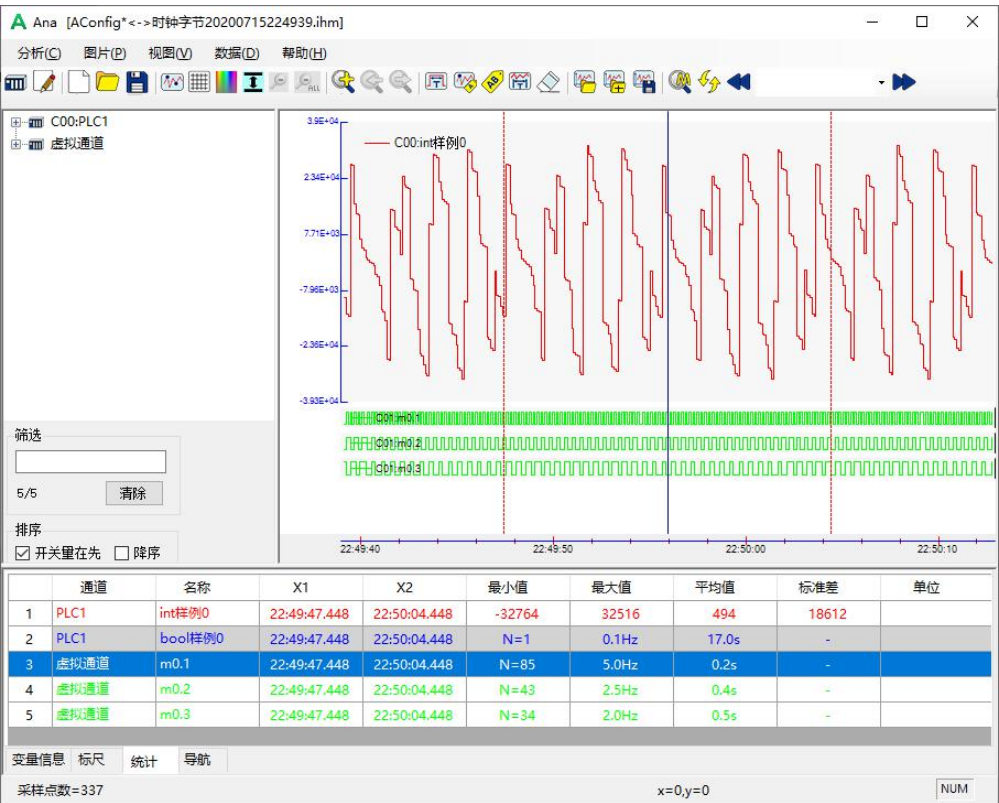 Ana [AConfig*<->时钟字节20200715224939.ihm]
分析(C) 图片(P) 视图(V) 数据(D) 帮助(H)
ALL AB
C00:PLC1
虚拟通道
筛选
5/5 清除
排序
开关量在先 降序
3.9E+04
C00:int样例0
2.34E+04
7.71E+03
-7.96E+03
-2.36E+04
-3.93E+04
C01:m0.1
C01:m0.2
C01:m0.3
22:49:40 22:49:50 22:50:00 22:50:10
通道 名称 X1 X2 最小值 最大值 平均值 标准差 单位
1 PLC1 int样例0 22:49:47.448 22:50:04.448 -32764 32516 494 18612
2 PLC1 bool样例0 22:49:47.448 22:50:04.448 N=1 0.1Hz 17.0s -
3 虚拟通道 m0.1 22:49:47.448 22:50:04.448 N=85 5.0Hz 0.2s -
4 虚拟通道 m0.2 22:49:47.448 22:50:04.448 N=43 2.5Hz 0.4s -
5 虚拟通道 m0.3 22:49:47.448 22:50:04.448 N=34 2.0Hz 0.5s -
变量信息 标尺 统计 导航
采样点数=337 x=0,y=0 NUM